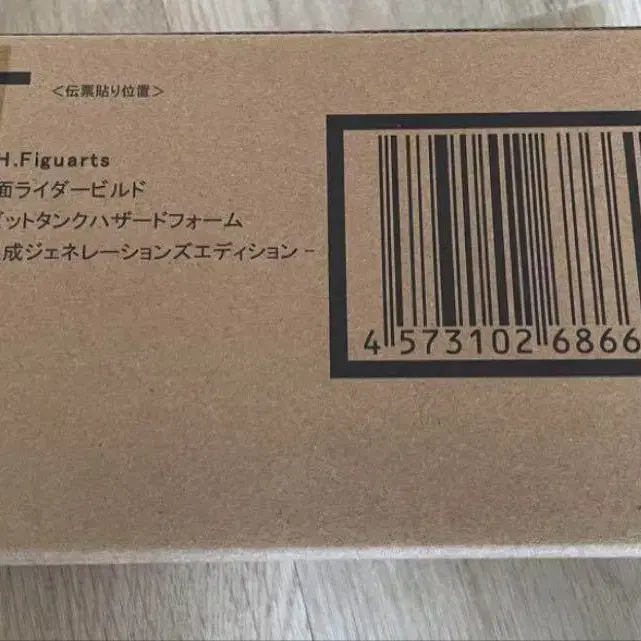 <伝票貼り位置>
H.Figuarts
面ライダービルド
ビットタンクハザードフォーム
成ジェネレーションズエディション -
4 573102 6866